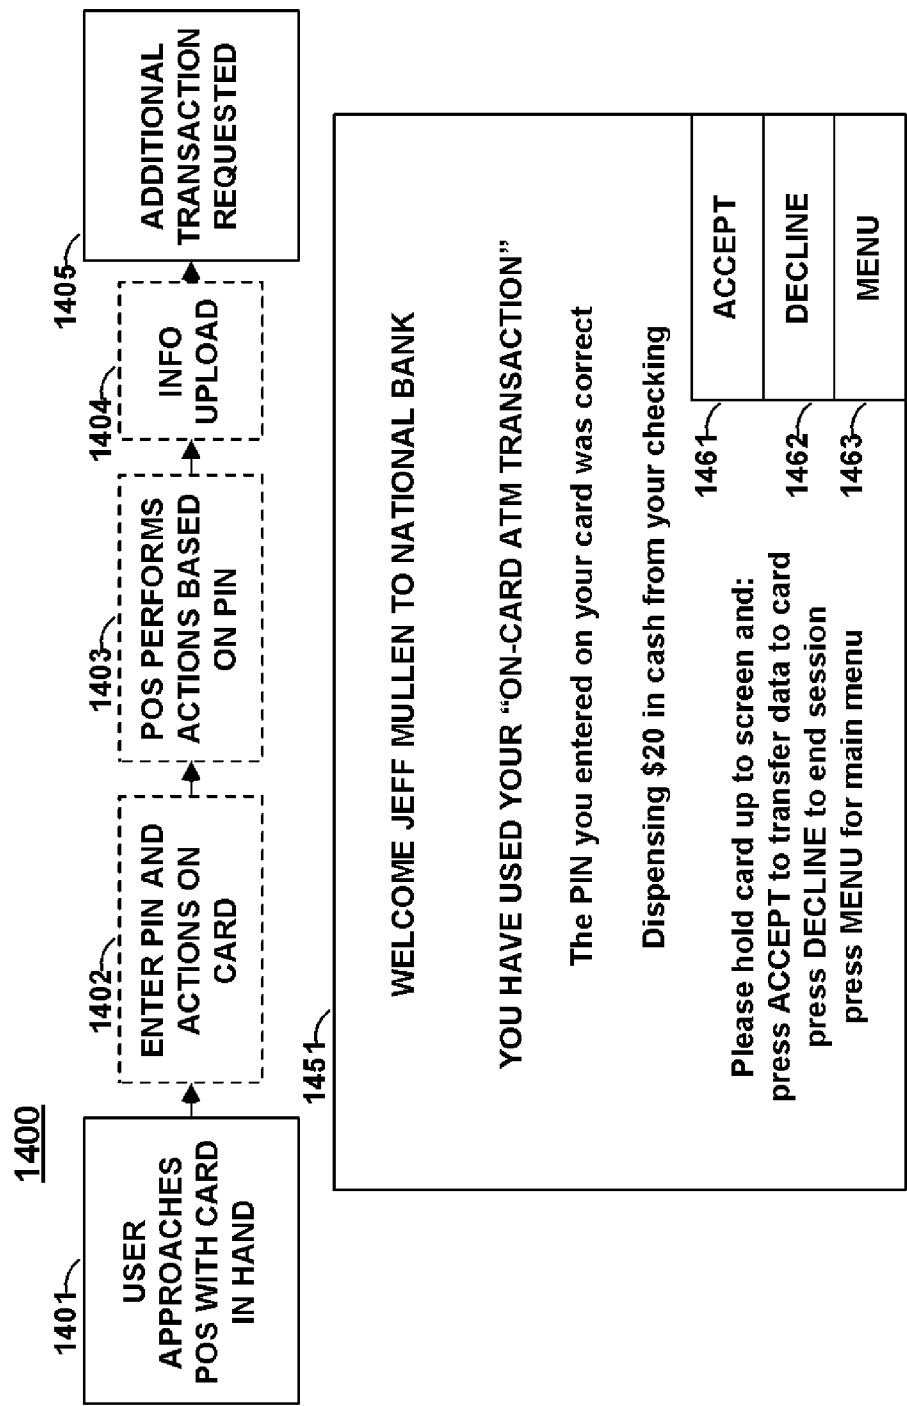 1400
1401
USER
APPROACHES
POS WITH CARD
IN HAND
1402
ENTER PIN AND
ACTIONS ON
CARD
1403
POS PERFORMS
ACTIONS BASED
ON PIN
1404
INFO
UPLOAD
1405
ADDITIONAL
TRANSACTION
REQUESTED
1451
WELCOME JEFF MULLEN TO NATIONAL BANK
YOU HAVE USED YOUR “ON-CARD ATM TRANSACTION”
The PIN you entered on your card was correct
Dispensing $20 in cash from your checking
Please hold card up to screen and:
press ACCEPT to transfer data to card
press DECLINE to end session
press MENU for main menu
1461
ACCEPT
1462
DECLINE
1463
MENU